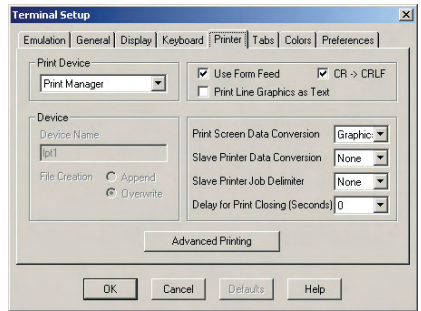 Terminal Setup
Emulation General Display Keyboard Printer Tabs Colors Preferences
Print Device
Print Manager
Use Form Feed CR -> CRLF
Print Line Graphics as Text
Device
Device Name
lpt1
File Creation Append
Overwrite
Print Screen Data Conversion Graphic:
Slave Printer Data Conversion None
Slave Printer Job Delimiter None
Delay for Print Closing (Seconds) 0
Advanced Printing
OK Cancel Defaults Help